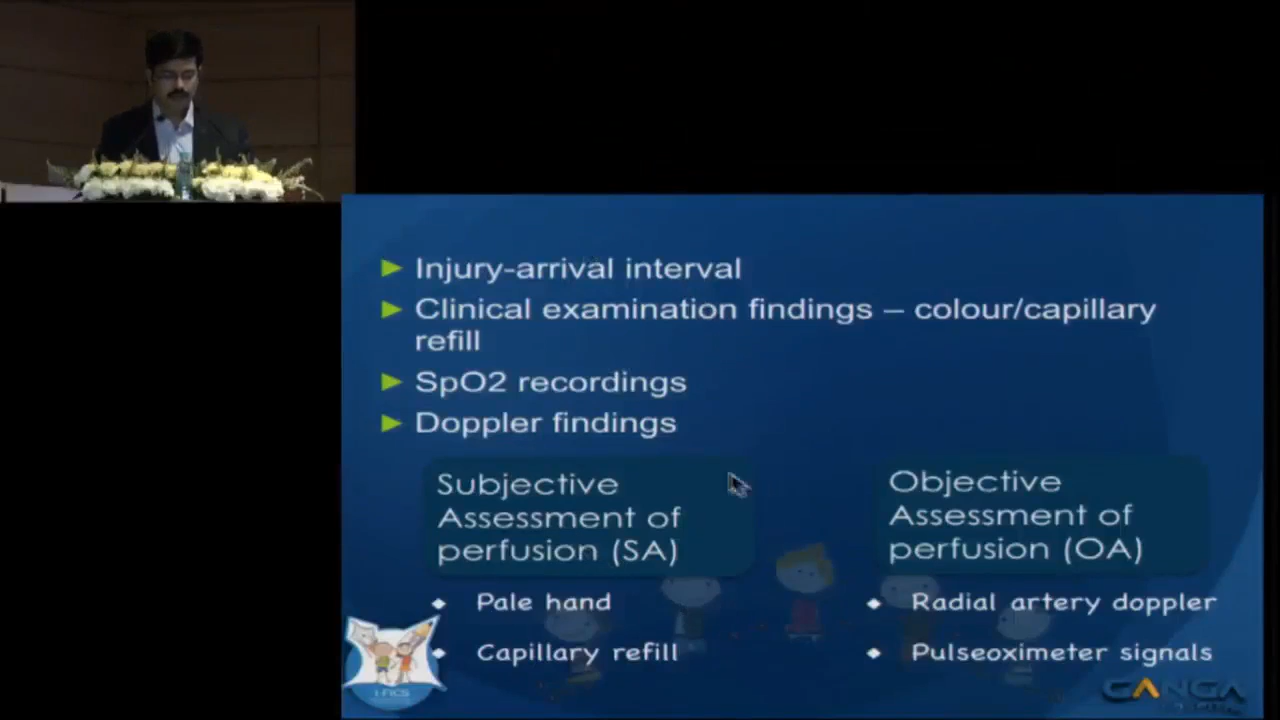 Injury-arrival interval
Clinical examination findings – colour/capillary
refill
SpO2 recordings
Doppler findings
Subjective
Assessment of
perfusion (SA)
Pale hand
Capillary refill
Objective
Assessment of
perfusion (OA)
Radial artery doppler
Pulseoximeter signals
GANGA